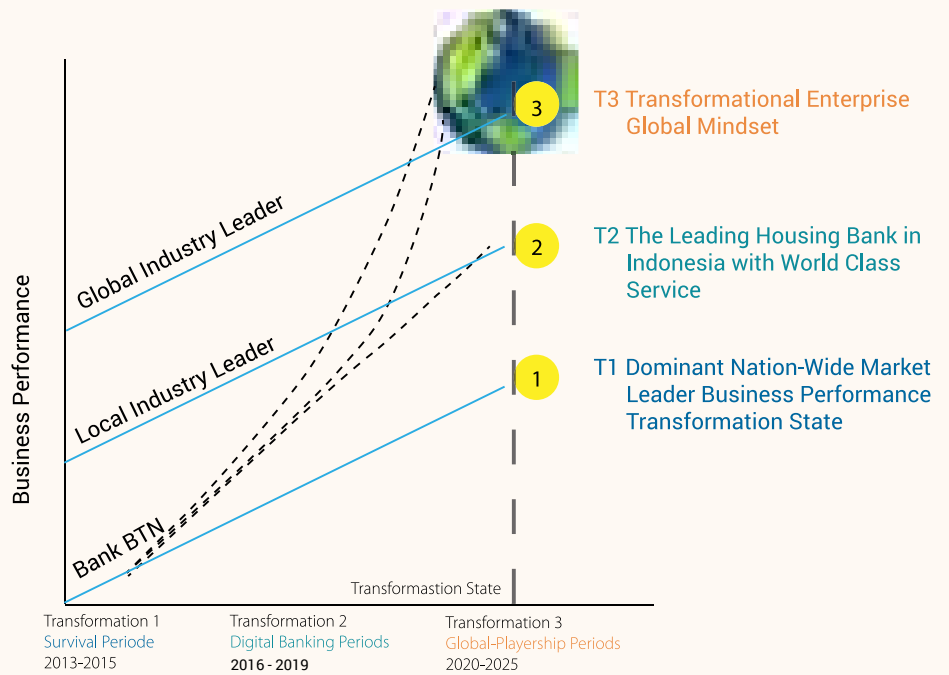 Business Performance
Global Industry Leader
Local Industry Leader
Bank BTN
3
2
1
T3 Transformational Enterprise
Global Mindset
T2 The Leading Housing Bank in
Indonesia with World Class
Service
T1 Dominant Nation-Wide Market
Leader Business Performance
Transformation State
Transformastion State
Transformation 1
Survival Periode
2013-2015
Transformation 2
Digital Banking Periods
2016 - 2019
Transformation 3
Global-Playership Periods
2020-2025